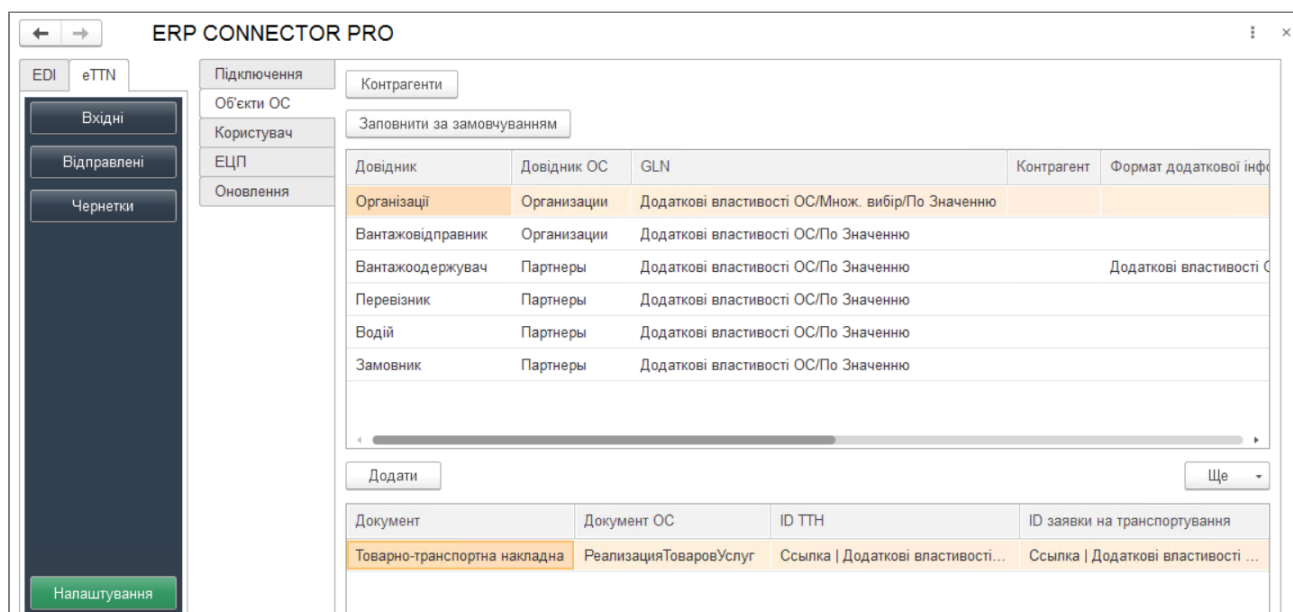 ERP CONNECTOR PRO
EDI eTTN
Вхідні
Відправлені
Чернетки
Налаштування
Підключення
Об'єкти ОС
Користувач
ЕЦП
Оновлення
Контрагенти
Заповнити за замовчуванням
Довідник Довідник ОС GLN Контрагент Формат додаткової інфо
Організації Организации Додаткові властивості ОС/Множ. вибір/По Значенню
Вантажовідправник Организации Додаткові властивості ОС/По Значенню
Вантажоодержувач Партнеры Додаткові властивості ОС/По Значенню Додаткові властивості О
Перевізник Партнеры Додаткові властивості ОС/По Значенню
Водій Партнеры Додаткові властивості ОС/По Значенню
Замовник Партнеры Додаткові властивості ОС/По Значенню
Додати Ще
Документ Документ ОС ID ТТН ID заявки на транспортування
Товарно-транспортна накладна РеализацияТоваровУслуг Ссылка | Додаткові властивості... Ссылка | Додаткові властивості ...